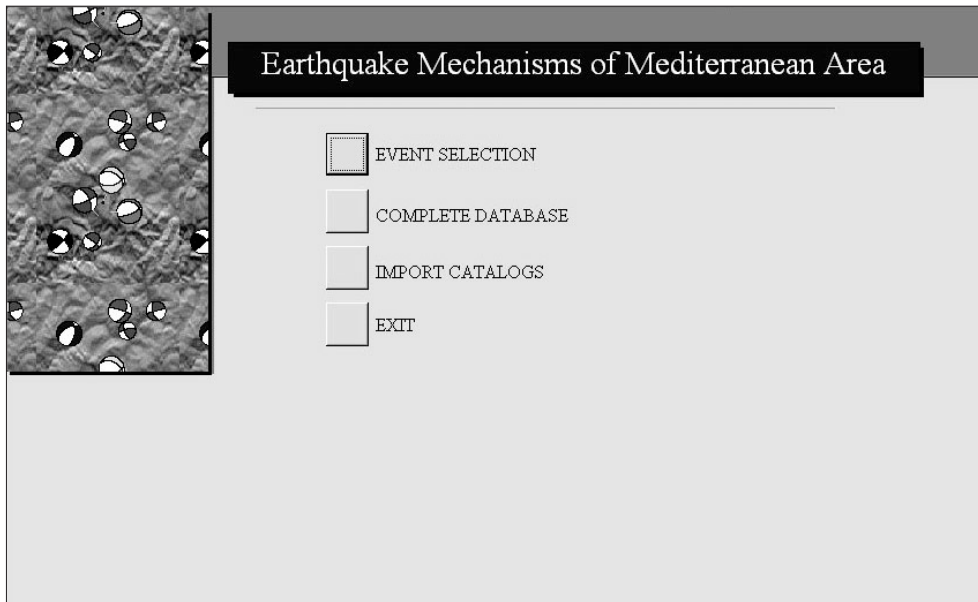 Earthquake Mechanisms of Mediterranean Area
EVENT SELECTION
COMPLETE DATABASE
IMPORT CATALOGS
EXIT